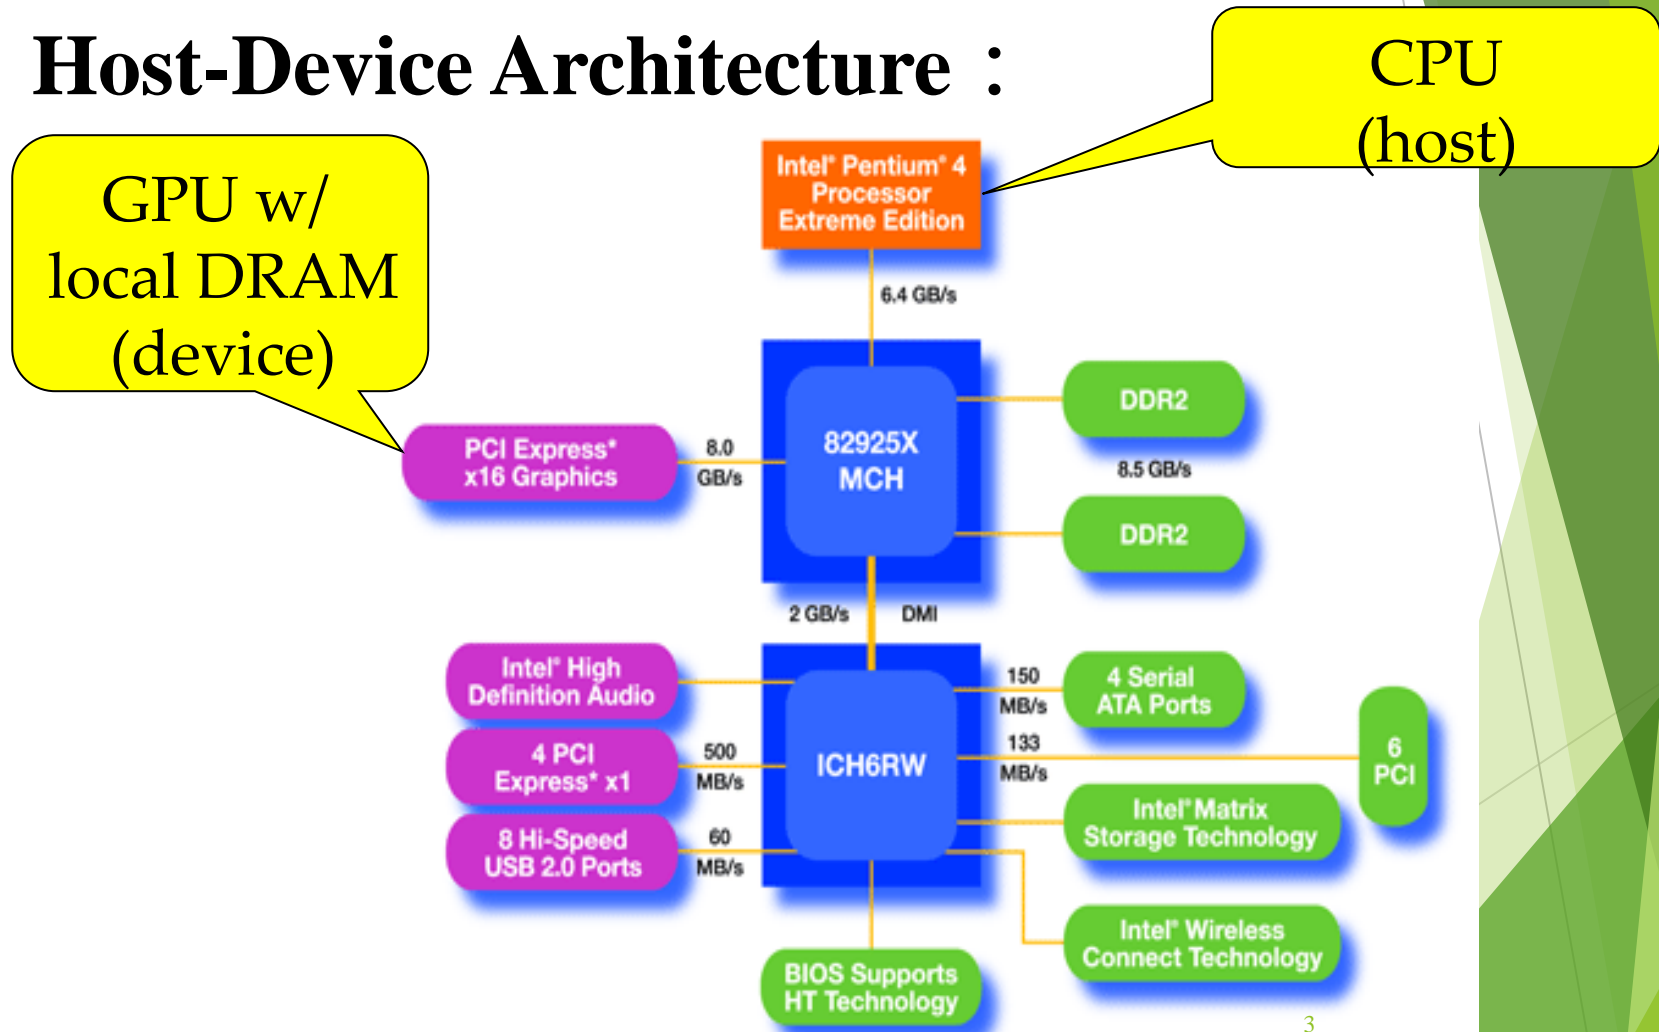 Host-Device Architecture：
CPU
(host)
GPU w/
local DRAM
(device)
Intel® Pentium® 4
Processor
Extreme Edition
6.4 GB/s
PCI Express*
x16 Graphics
8.0
GB/s
82925X
MCH
DDR2
8.5 GB/s
DDR2
2 GB/s
DMI
Intel® High
Definition Audio
4 PCI
Express* x1
500
MB/s
8 Hi-Speed
USB 2.0 Ports
60
MB/s
ICH6RW
150
MB/s
4 Serial
ATA Ports
133
MB/s
6
PCI
Intel® Matrix
Storage Technology
Intel® Wireless
Connect Technology
BIOS Supports
HT Technology
3